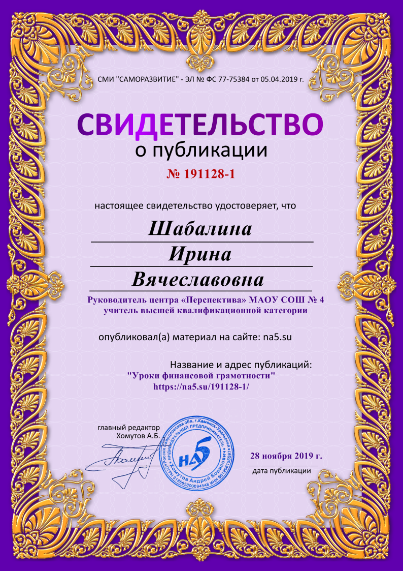 СМИ "САМОРАЗВИТИЕ" - ЭЛ № ФС 77-75384 от 05.04.2019 г.
СВИДЕТЕЛЬСТВО
о публикации
№ 191128-1
настоящее свидетельство удостоверяет, что
Шабалина
Ирина
Вячеславовна
Руководитель центра «Перспектива» МАОУ СОШ № 4
учитель высшей квалификационной категории
опубликовал(а) материал на сайте: na5.su
Название и адрес публикаций:
"Уроки финансовой грамотности"
https://na5.su/191128-1/
главный редактор
Хомутов А.Б.
на5
28 ноября 2019 г.
дата публикации